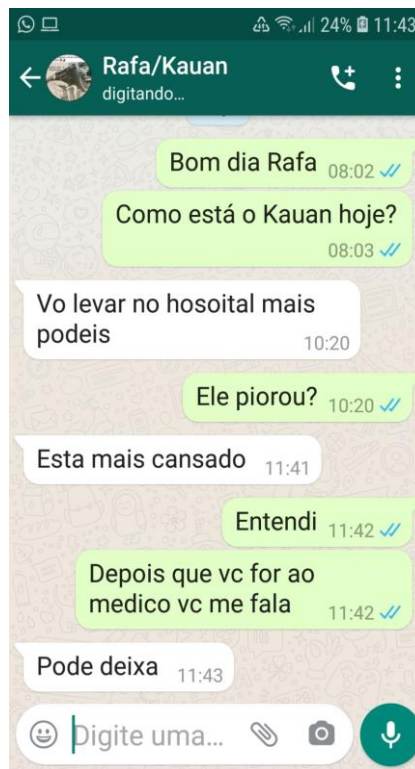 24% 11:43
Rafa/Kauan
digitando...
Bom dia Rafa 08:02
Como está o Kauan hoje?
08:03
Vo levar no hosoital mais
podeis 10:20
Ele piorou? 10:20
Esta mais cansado 11:41
Entendi 11:42
Depois que vc for ao
medico vc me fala 11:42
Pode deixa 11:43
Digite uma...